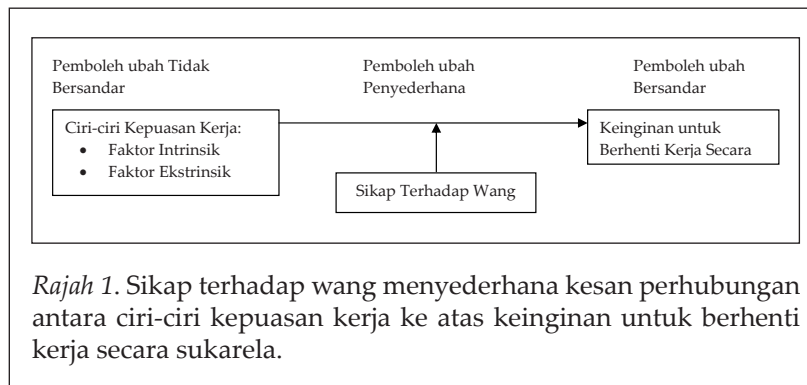 Pemboleh ubah Tidak
Bersandar
Pemboleh ubah
Penyederhana
Pemboleh ubah
Bersandar
Ciri-ciri Kepuasan Kerja:
• Faktor Intrinsik
• Faktor Ekstrinsik
Keinginan untuk
Berhenti Kerja Secara
Sikap Terhadap Wang
Rajah 1. Sikap terhadap wang menyederhana kesan perhubungan
antara ciri-ciri kepuasan kerja ke atas keinginan untuk berhenti
kerja secara sukarela.